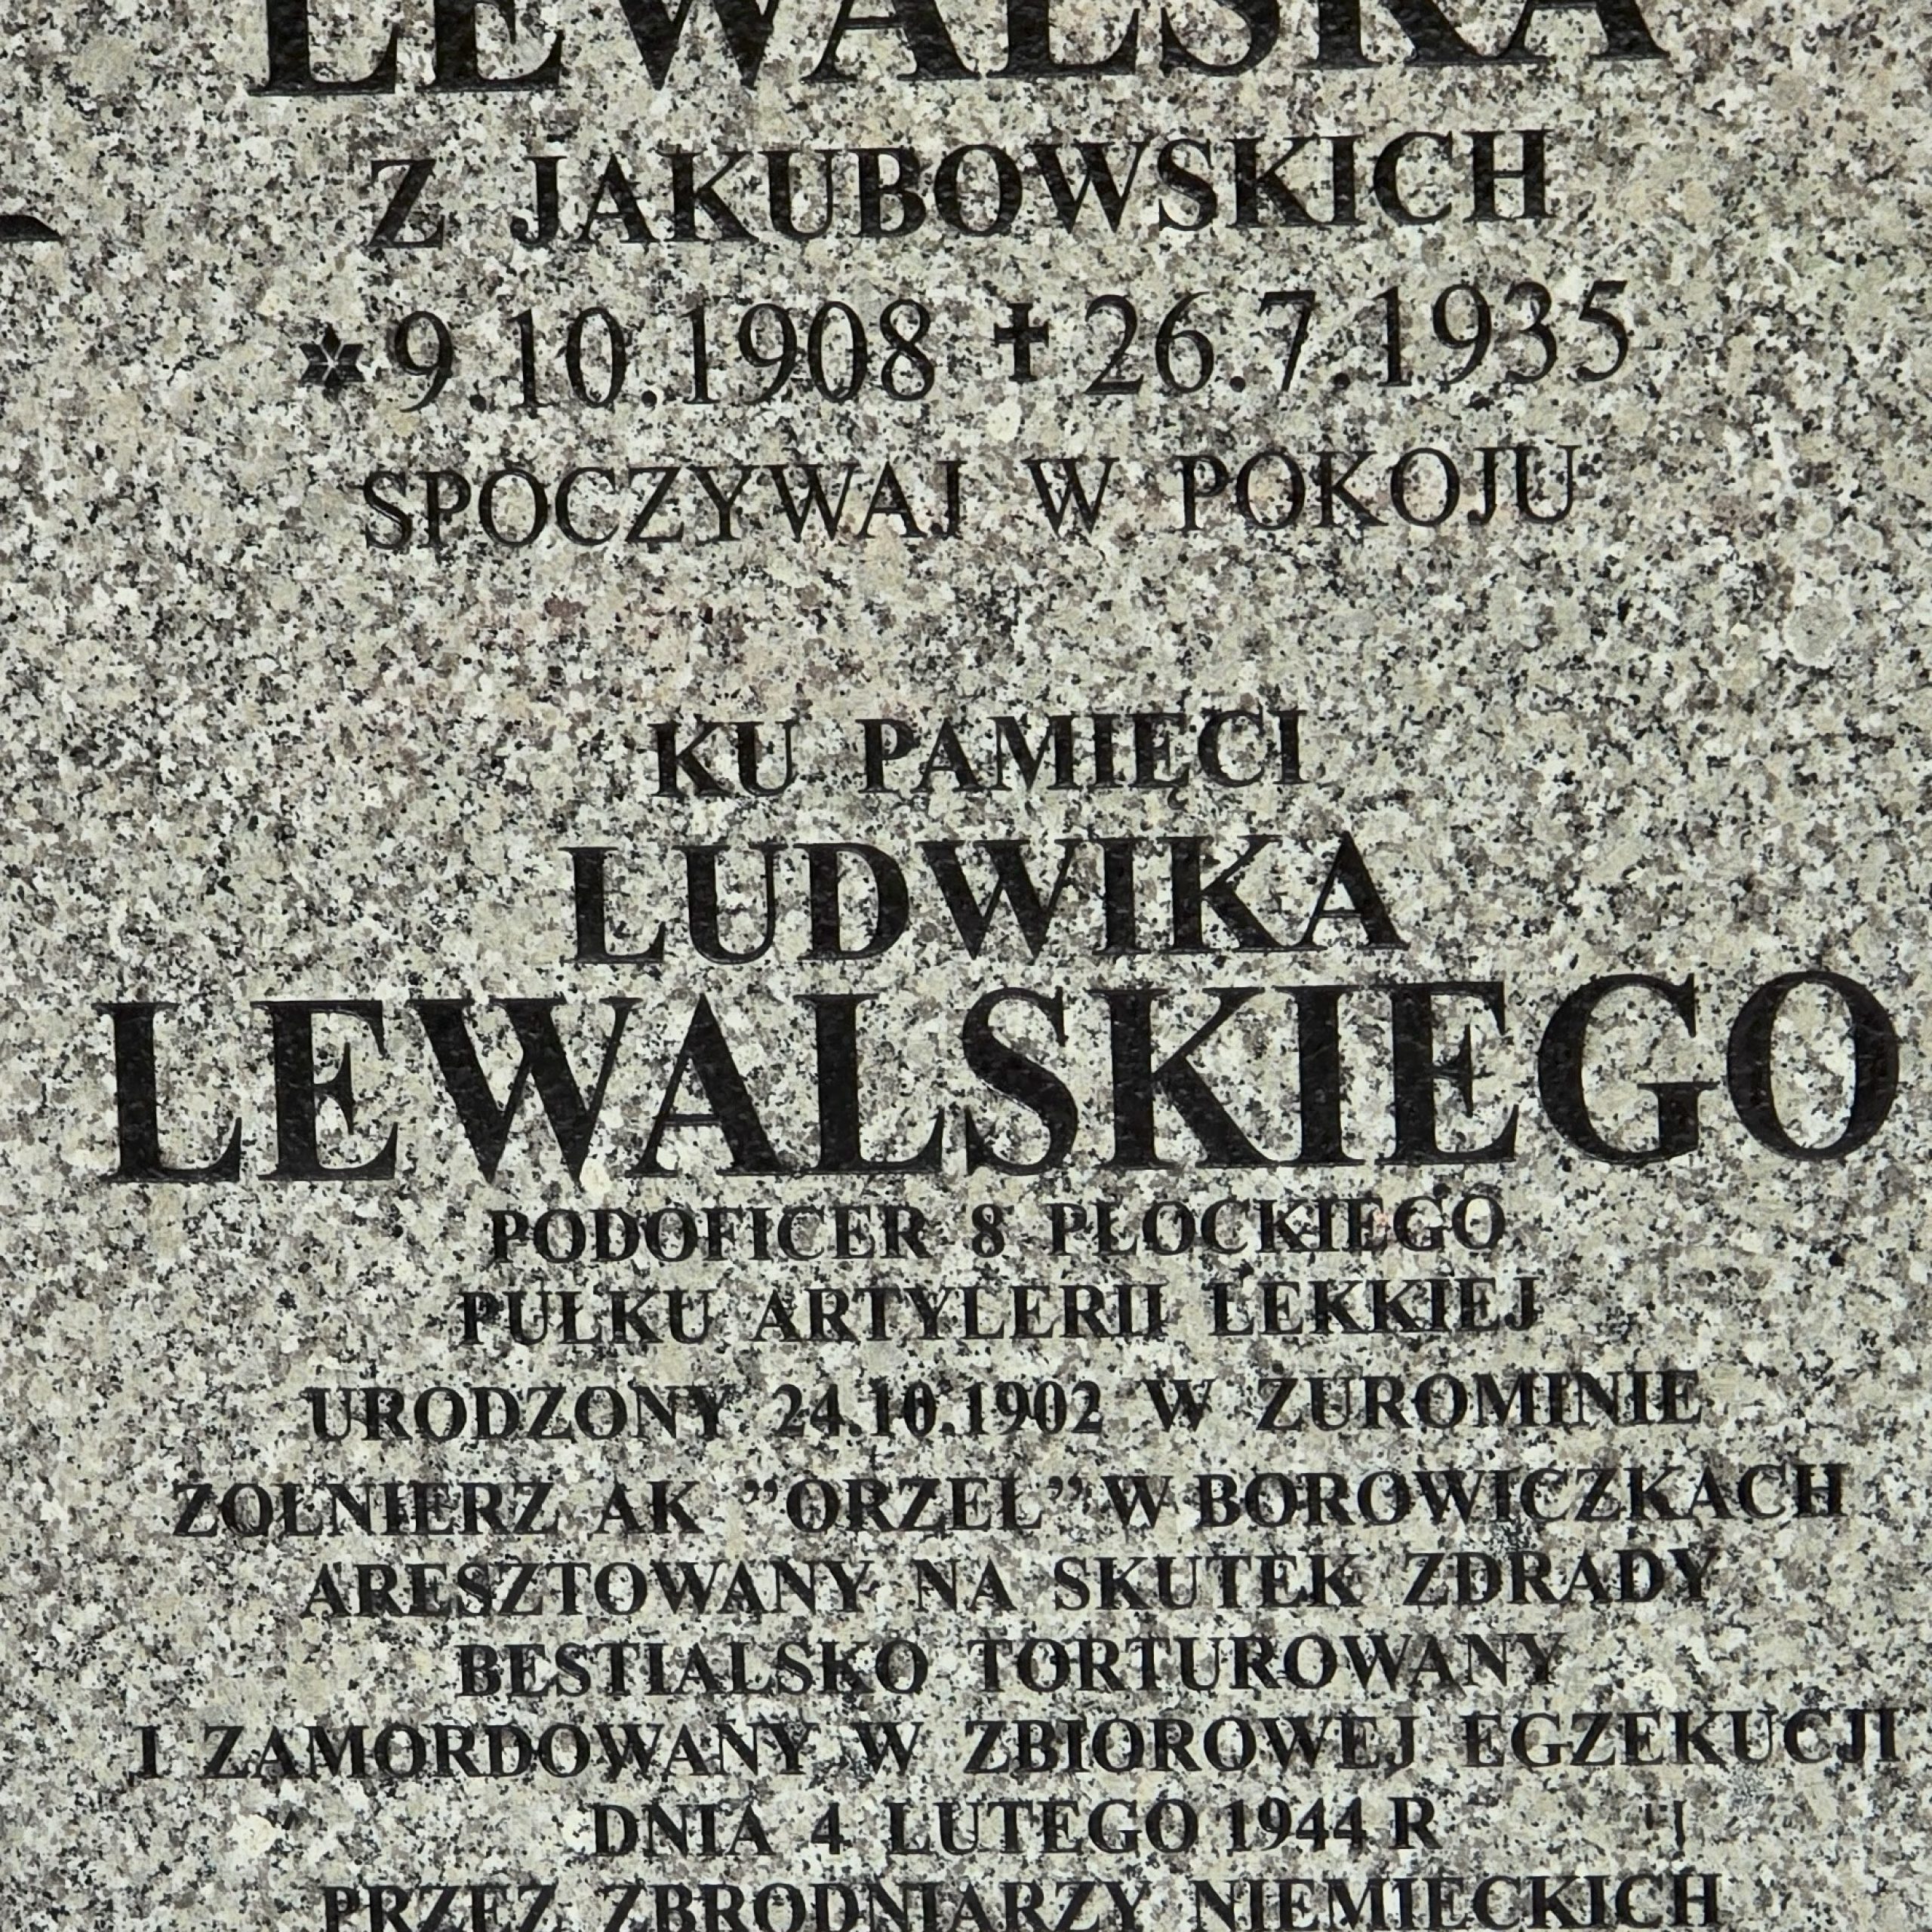 LEWALSKA
Z JAKUBOWSKICH
* 9.10.1908 ✝ 26.7.1935
SPOCZYWAJ W POKOJU
KU PAMIĘCI
LUDWIKA
LEWALSKIEGO
PODOFICER 8 PŁOCKIEGO
PUŁKU ARTYLERII LEKKIEJ
URODZONY 24.10.1902 W ŻUROMINIE
ŻOŁNIERZ AK ”ORZEŁ” W BOROWICZKACH
ARESZTOWANY NA SKUTEK ZDRADY
BESTIALSKO TORTUROWANY
I ZAMORDOWANY W ZBIOROWEJ EGZEKUCJI
DNIA 4 LUTEGO 1944 R
PRZEZ ZBRODNIARZY NIEMIECKICH